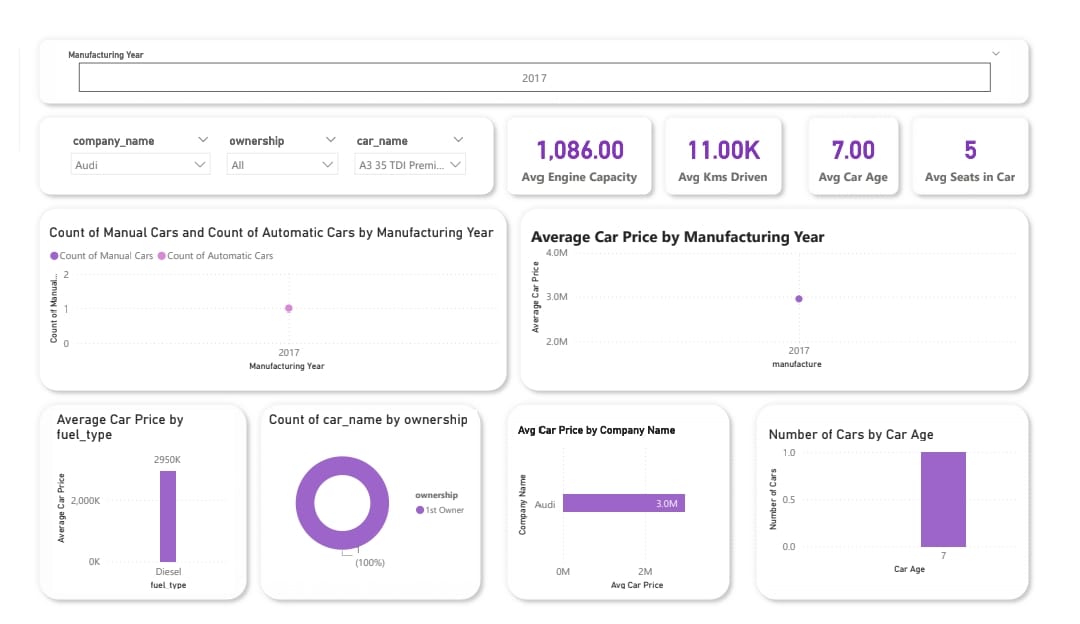 Manufacturing Year
2017
company_name
ownership
car_name
Audi
All
A3 35 TDI Premi...
1,086.00
Avg Engine Capacity
11.00K
Avg Kms Driven
7.00
Avg Car Age
5
Avg Seats in Car
Count of Manual Cars and Count of Automatic Cars by Manufacturing Year
Count of Manual Cars
Count of Automatic Cars
Count of Manual...
2
1
0
2017
Manufacturing Year
Average Car Price by Manufacturing Year
Average Car Price
4.0M
3.0M
2.0M
2017
manufacture
Average Car Price by
fuel_type
2950K
Average Car Price
2,000K
0K
Diesel
fuel_type
Count of car_name by ownership
ownership
1st Owner
(100%)
Avg Car Price by Company Name
Company Name
Audi
3.0M
0M
2M
Avg Car Price
Number of Cars by Car Age
Number of Cars
1.0
0.5
0.0
7
Car Age